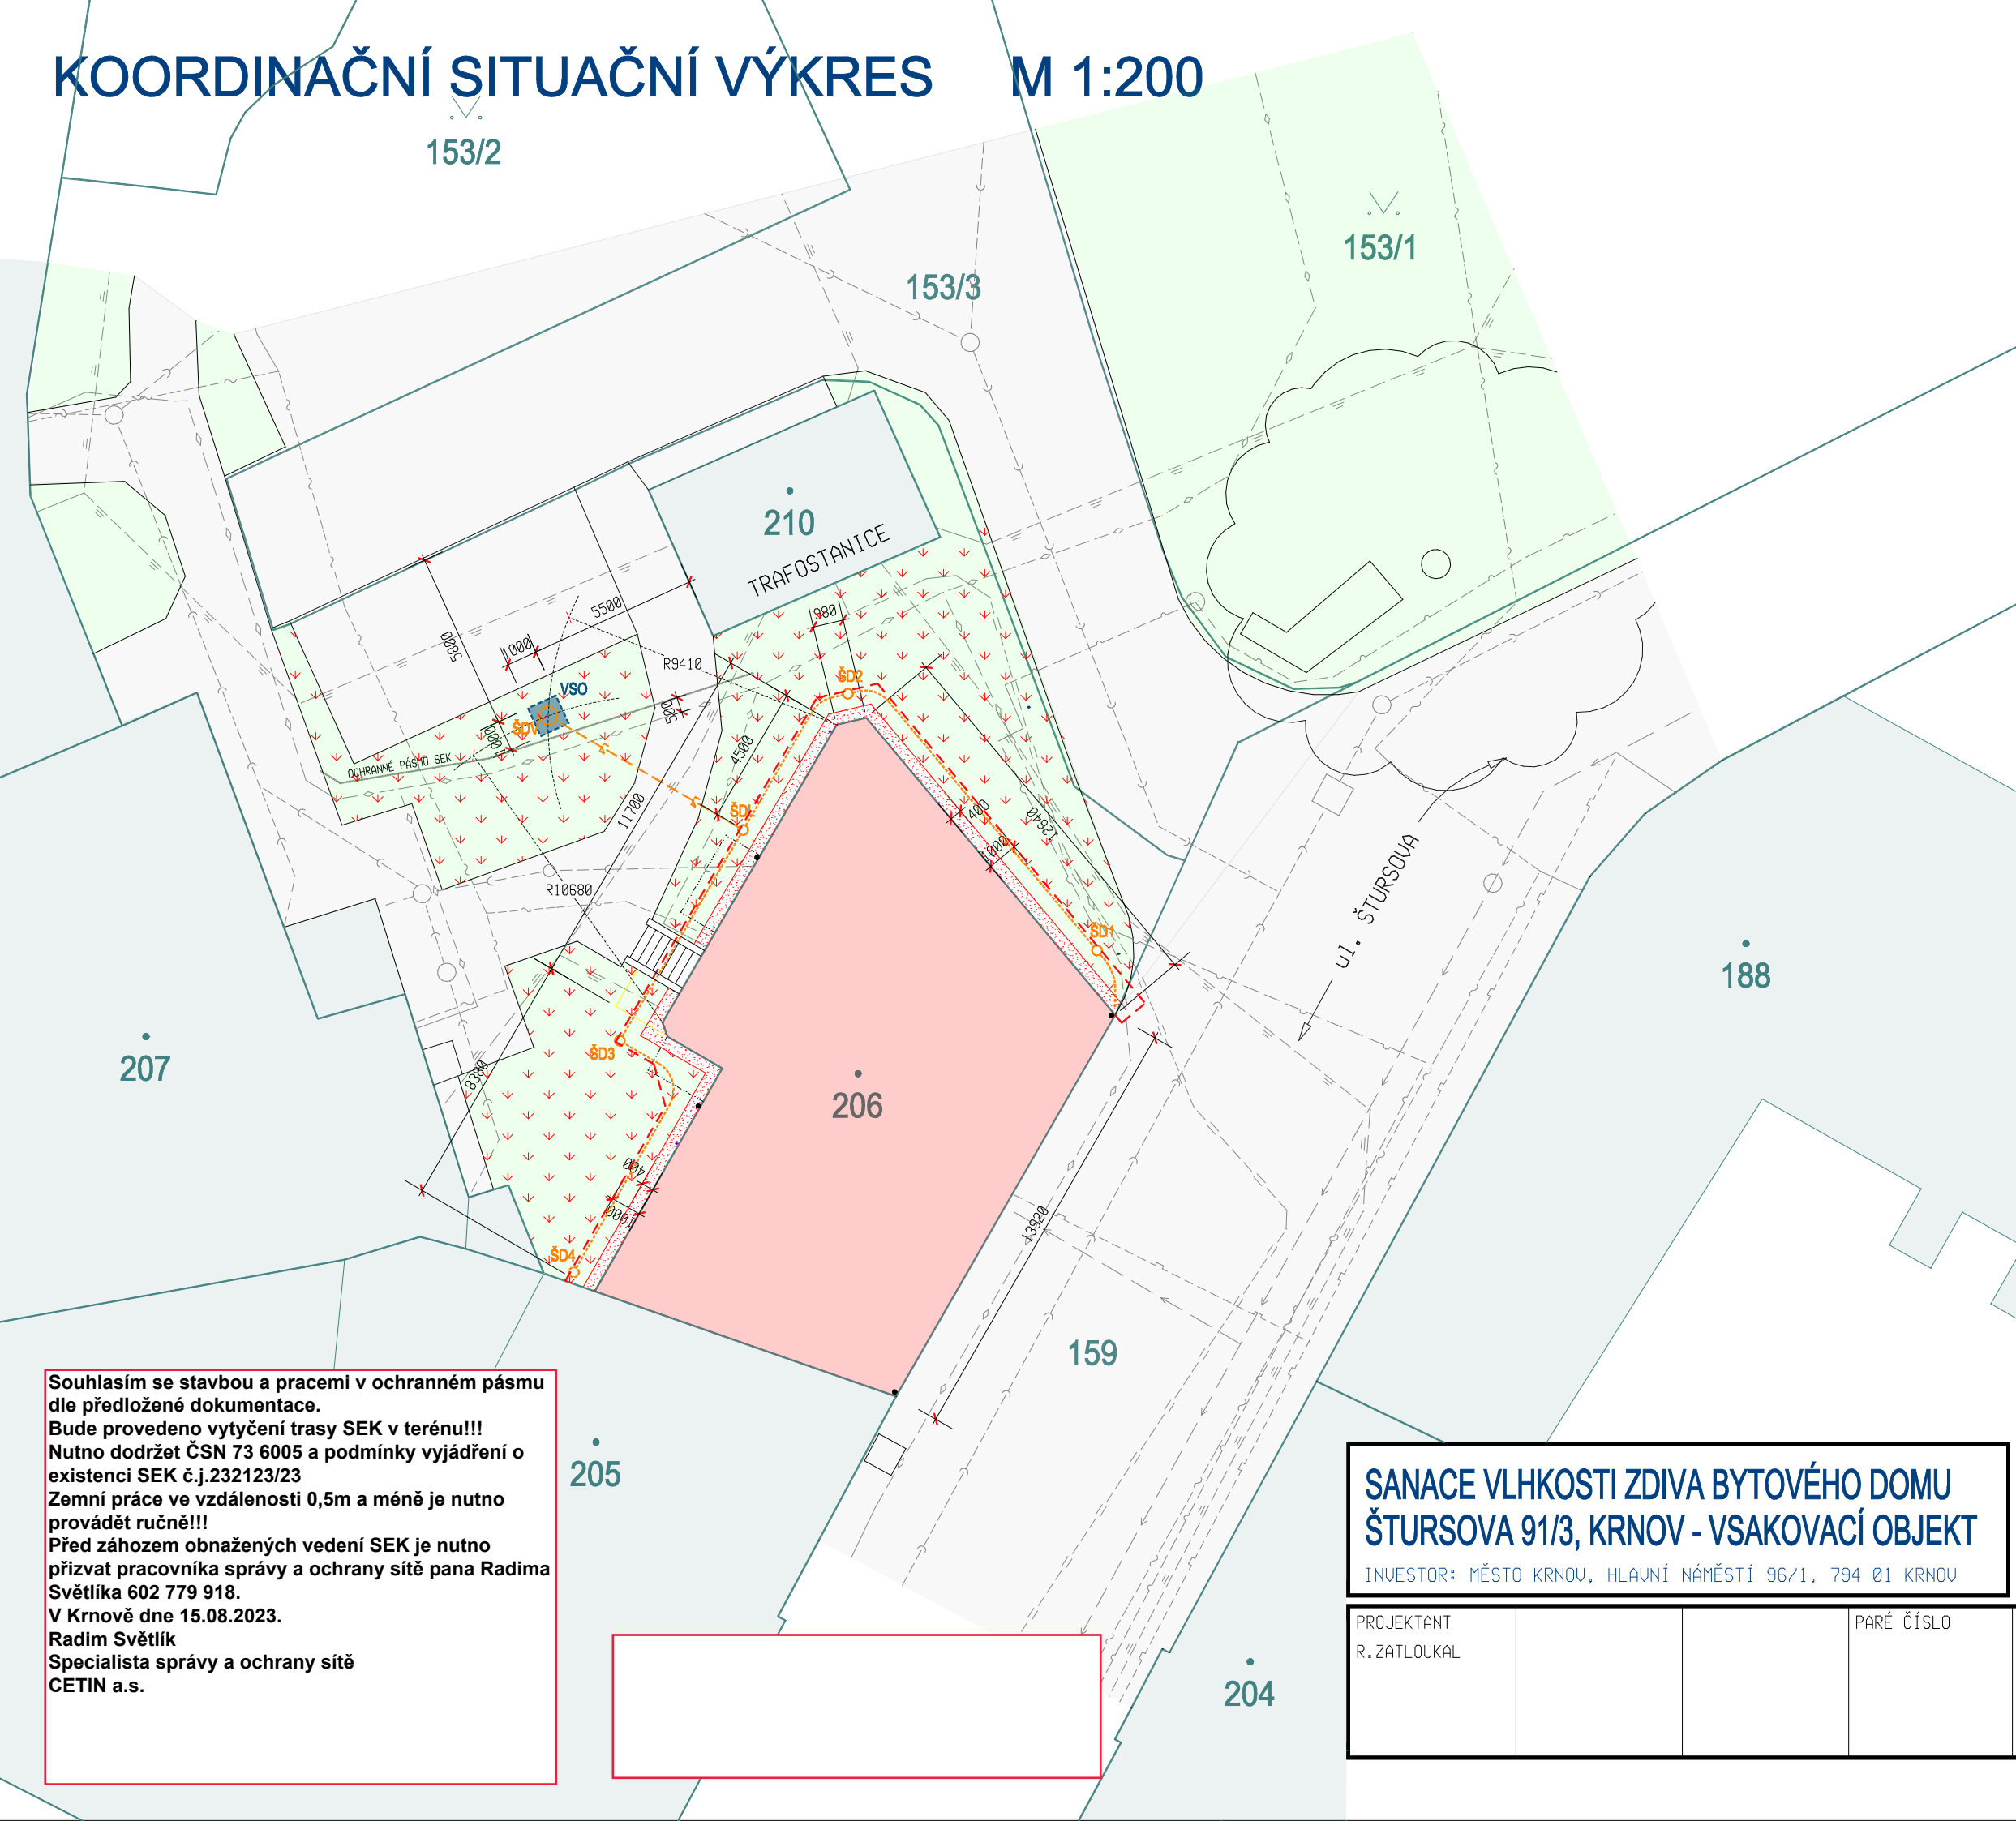 KOORDINAČNÍ SITUAČNÍ VÝKRES M 1:200
153/2
153/3
153/1
210
TRAFOSTANICE
980
5500
5800
1000
R9410
VSO
500
1000
OCHRANNÉ PÁSMO SEK
ŠD2
4500
11700
ŠD1
400
12640
1000
R10680
ŠD1
ul. ŠTURSOVA
188
207
ŠD3
8380
206
400
1000
13920
ŠD4
159
205
204
Souhlasím se stavbou a pracemi v ochranném pásmu
dle předložené dokumentace.
Bude provedeno vytyčení trasy SEK v terénu!!!
Nutno dodržet ČSN 73 6005 a podmínky vyjádření o
existenci SEK č.j.232123/23
Zemní práce ve vzdálenosti 0,5m a méně je nutno
provádět ručně!!!
Před záhozem obnažených vedení SEK je nutno
přizvat pracovníka správy a ochrany sítě pana Radima
Světlíka 602 779 918.
V Krnově dne 15.08.2023.
Radim Světlík
Specialista správy a ochrany sítě
CETIN a.s.
SANACE VLHKOSTI ZDIVA BYTOVÉHO DOMU
ŠTURSOVA 91/3, KRNOV - VSAKOVACÍ OBJEKT
INVESTOR: MĚSTO KRNOV, HLAVNÍ NÁMĚSTÍ 96/1, 794 01 KRNOV
PROJEKTANT
R.ZATLOUKAL
PARÉ ČÍSLO